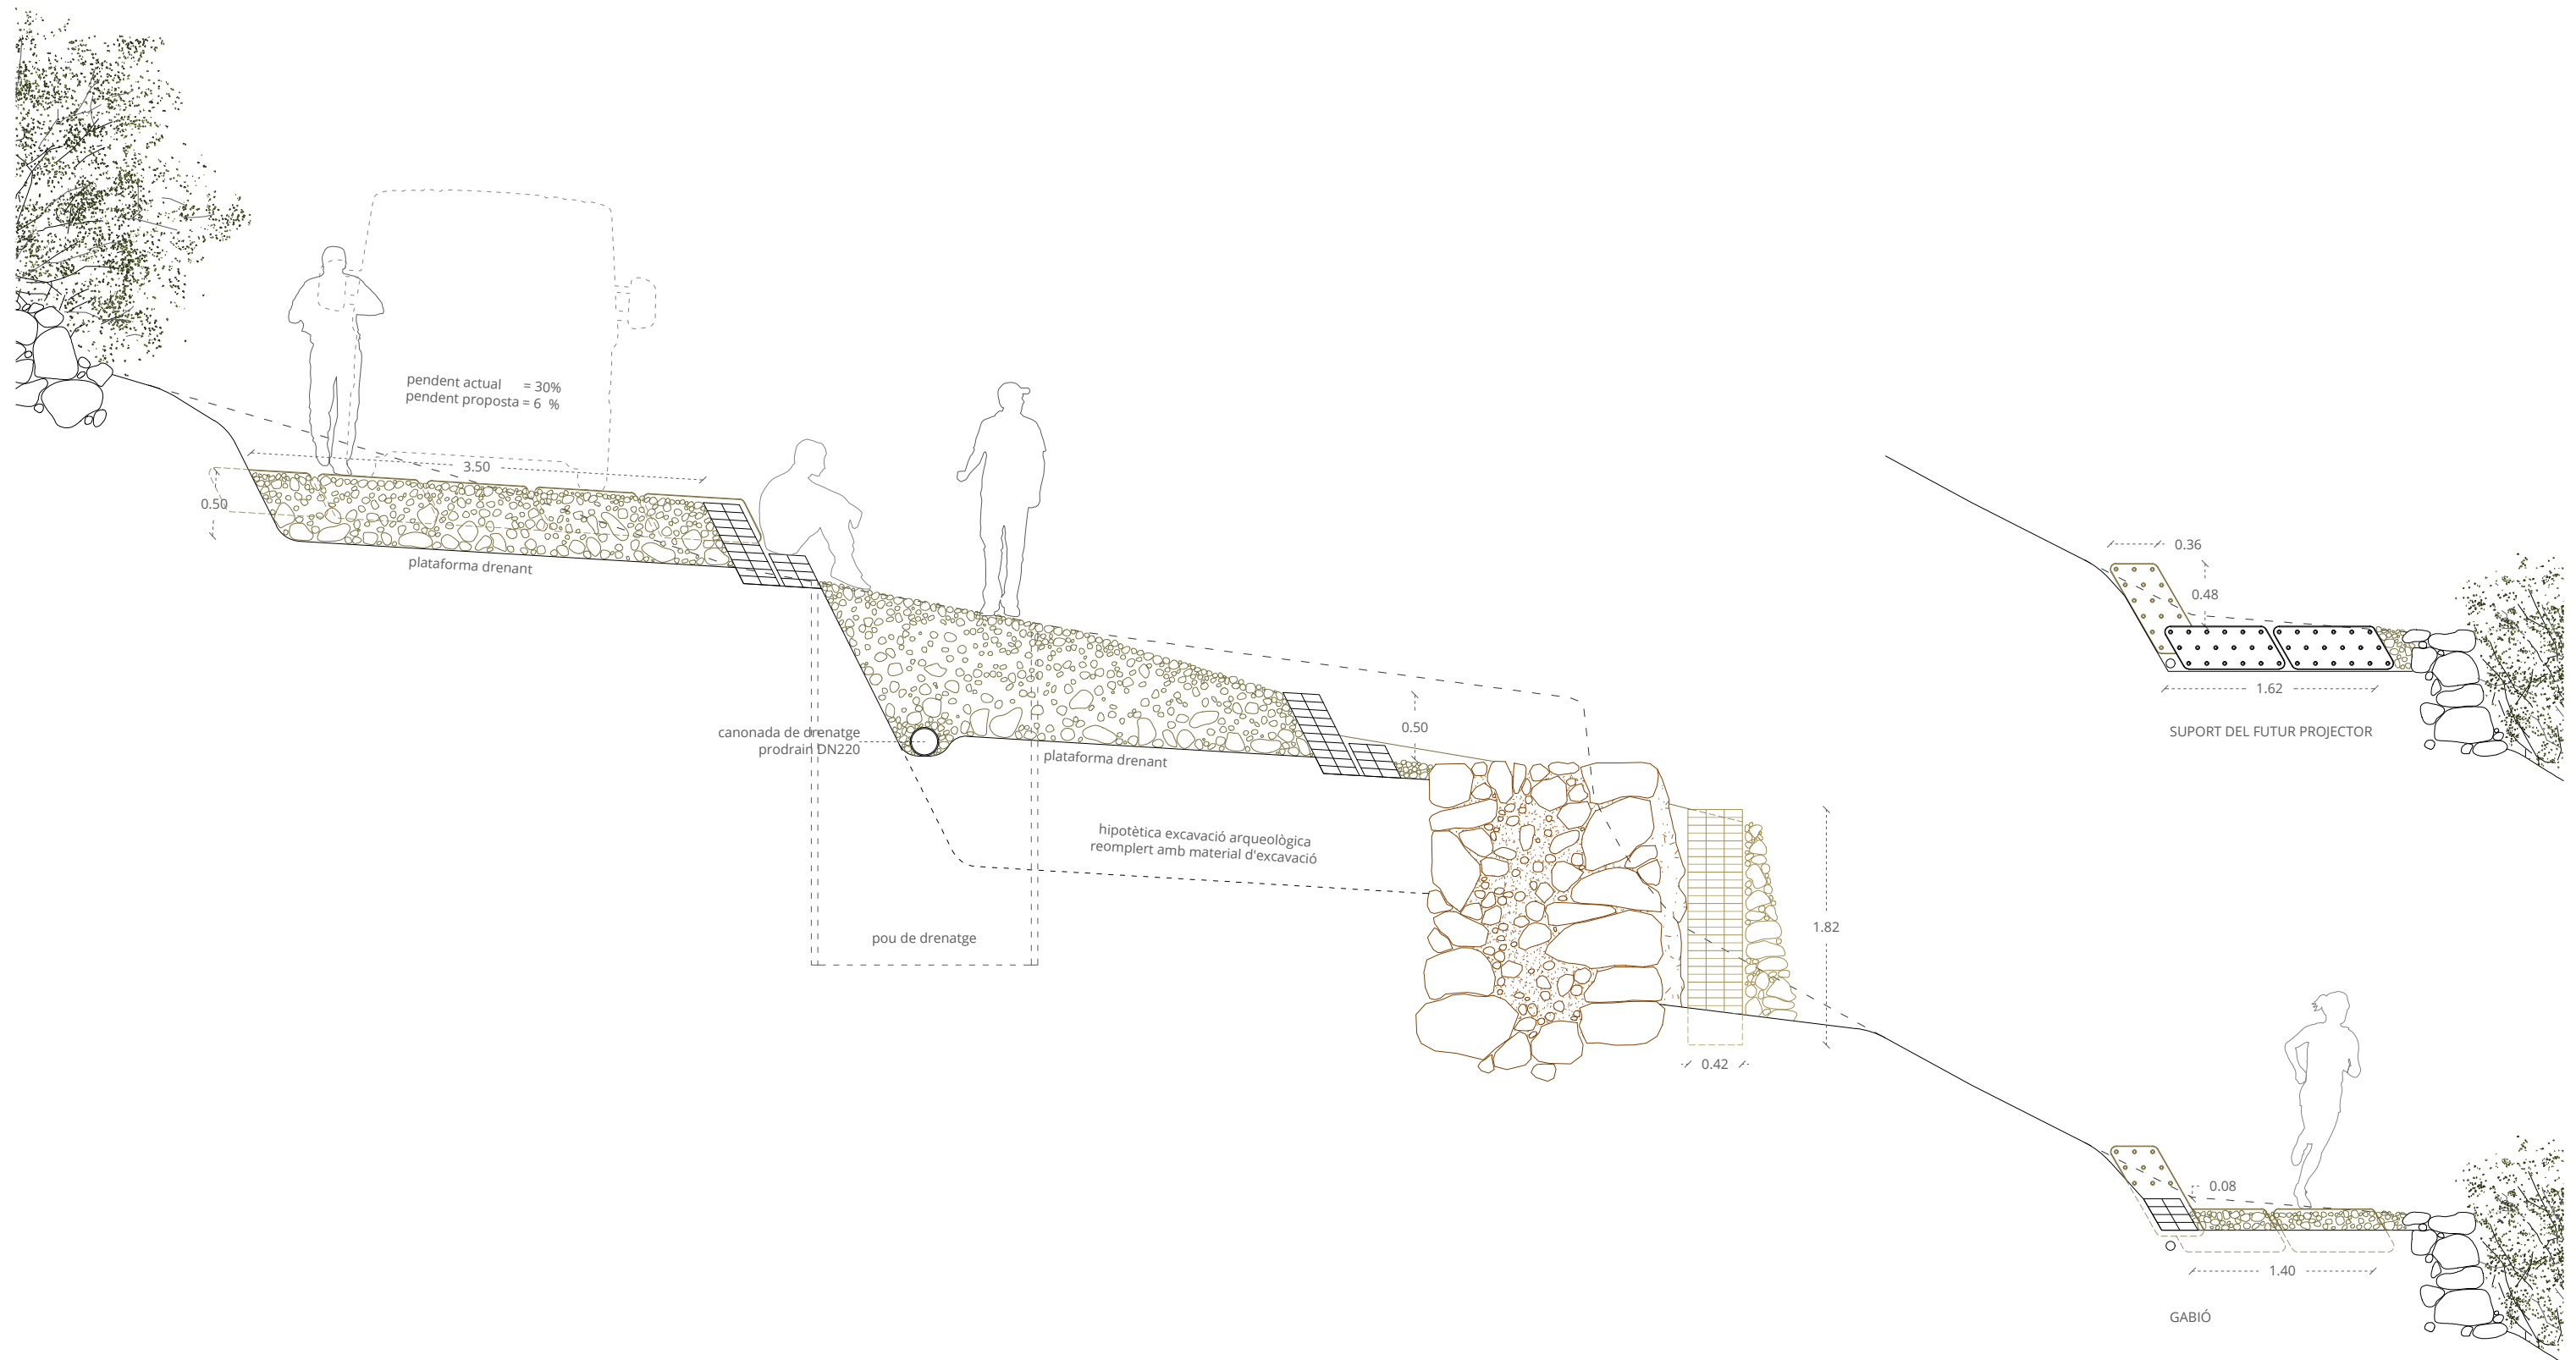 pendent actual = 30%
pendent proposta = 6 %
3.50
0.50
plataforma drenant
canonada de drenatge
prodrain DN220
plataforma drenant
0.50
hipotètica excavació arqueològica
reomplert amb material d'excavació
pou de drenatge
1.82
0.42
0.36
0.48
1.62
SUPORT DEL FUTUR PROJECTOR
0.08
1.40
GABIÓ